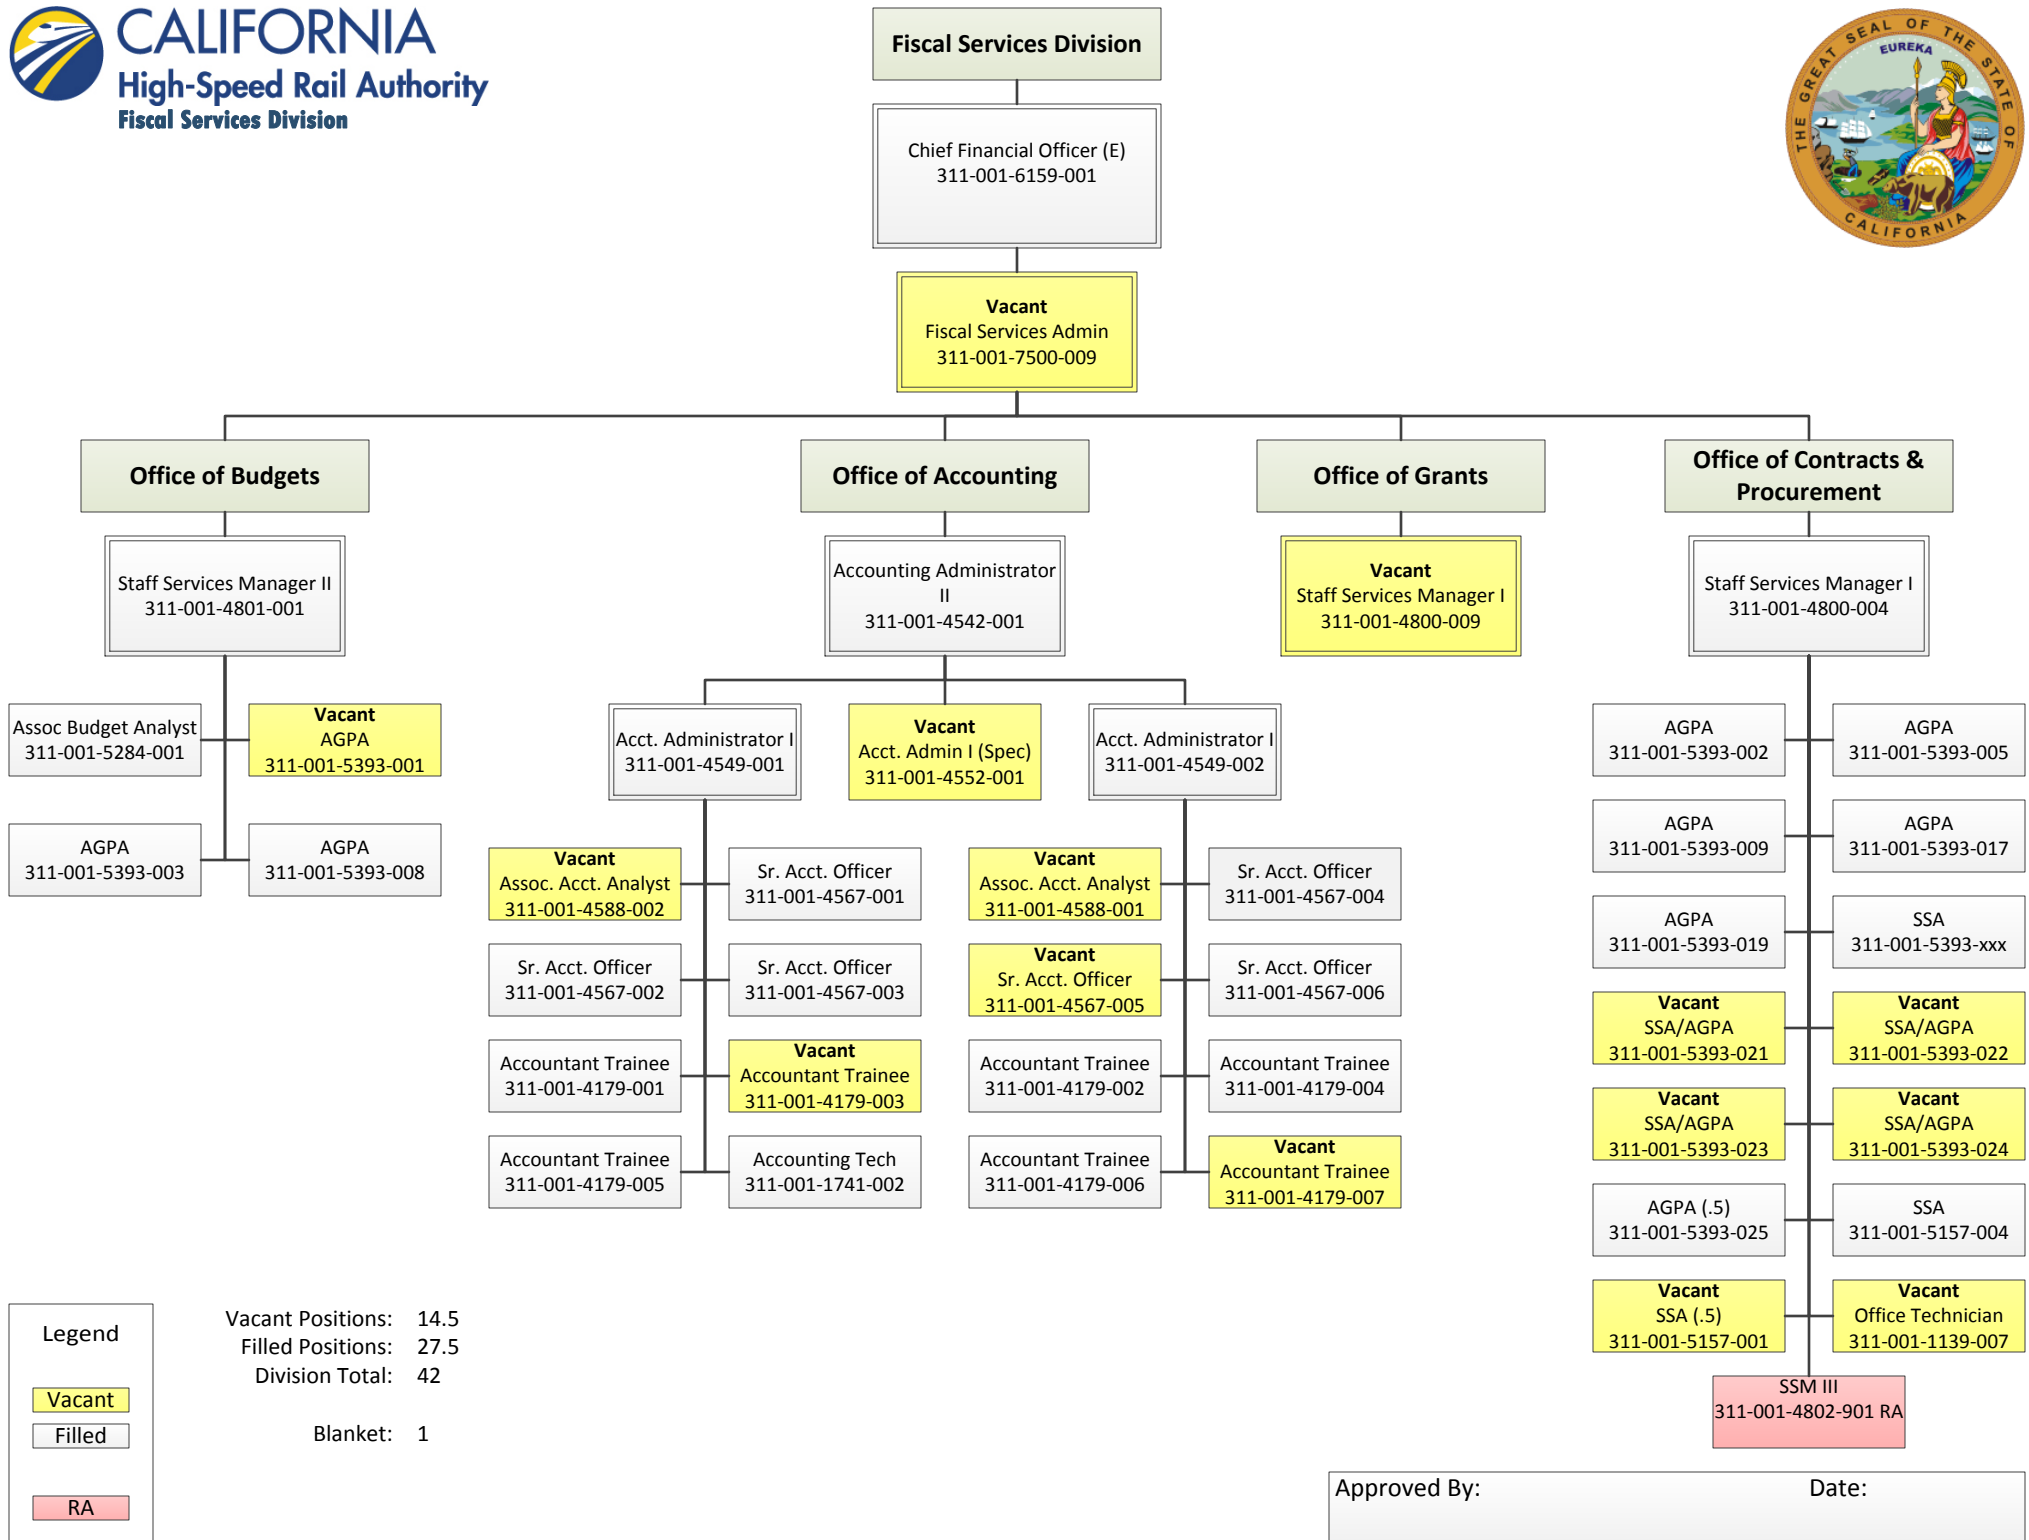 CALIFORNIA
High-Speed Rail Authority
Fiscal Services Division
Fiscal Services Division
THE GREAT SEAL OF THE STATE OF CALIFORNIA
EUREKA
Chief Financial Officer (E)
311-001-6159-001
Vacant
Fiscal Services Admin
311-001-7500-009
Office of Budgets
Office of Accounting
Office of Grants
Office of Contracts &
Procurement
Staff Services Manager II
311-001-4801-001
Accounting Administrator
II
311-001-4542-001
Vacant
Staff Services Manager I
311-001-4800-009
Staff Services Manager I
311-001-4800-004
Assoc Budget Analyst
311-001-5284-001
Vacant
AGPA
311-001-5393-001
AGPA
311-001-5393-003
AGPA
311-001-5393-008
Acct. Administrator I
311-001-4549-001
Vacant
Acct. Admin I (Spec)
311-001-4552-001
Acct. Administrator I
311-001-4549-002
Vacant
Assoc. Acct. Analyst
311-001-4588-002
Sr. Acct. Officer
311-001-4567-001
Sr. Acct. Officer
311-001-4567-002
Sr. Acct. Officer
311-001-4567-003
Accountant Trainee
311-001-4179-001
Vacant
Accountant Trainee
311-001-4179-003
Accountant Trainee
311-001-4179-005
Accounting Tech
311-001-1741-002
Vacant
Assoc. Acct. Analyst
311-001-4588-001
Sr. Acct. Officer
311-001-4567-004
Vacant
Sr. Acct. Officer
311-001-4567-005
Sr. Acct. Officer
311-001-4567-006
Accountant Trainee
311-001-4179-002
Accountant Trainee
311-001-4179-004
Accountant Trainee
311-001-4179-006
Vacant
Accountant Trainee
311-001-4179-007
AGPA
311-001-5393-002
AGPA
311-001-5393-005
AGPA
311-001-5393-009
AGPA
311-001-5393-017
AGPA
311-001-5393-019
SSA
311-001-5393-xxx
Vacant
SSA/AGPA
311-001-5393-021
Vacant
SSA/AGPA
311-001-5393-022
Vacant
SSA/AGPA
311-001-5393-023
Vacant
SSA/AGPA
311-001-5393-024
AGPA (.5)
311-001-5393-025
SSA
311-001-5157-004
Vacant
SSA (.5)
311-001-5157-001
Vacant
Office Technician
311-001-1139-007
SSM III
311-001-4802-901 RA
Legend
Vacant
Filled
RA
Vacant Positions: 14.5
Filled Positions: 27.5
Division Total: 42
Blanket: 1
Approved By: Date: